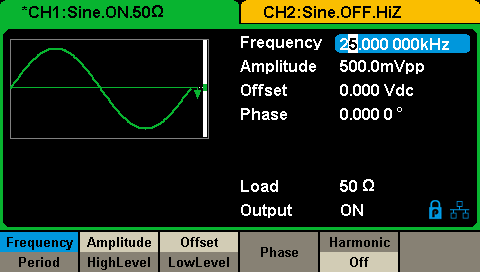 *CH1:Sine.ON.50Ω
CH2:Sine.OFF.HiZ
Frequency 25.000 000kHz
Amplitude 500.0mVpp
Offset 0.000 Vdc
Phase 0.000 0 °
Load 50 Ω
Output ON
Frequency Amplitude Offset Phase Harmonic
Period HighLevel LowLevel Off